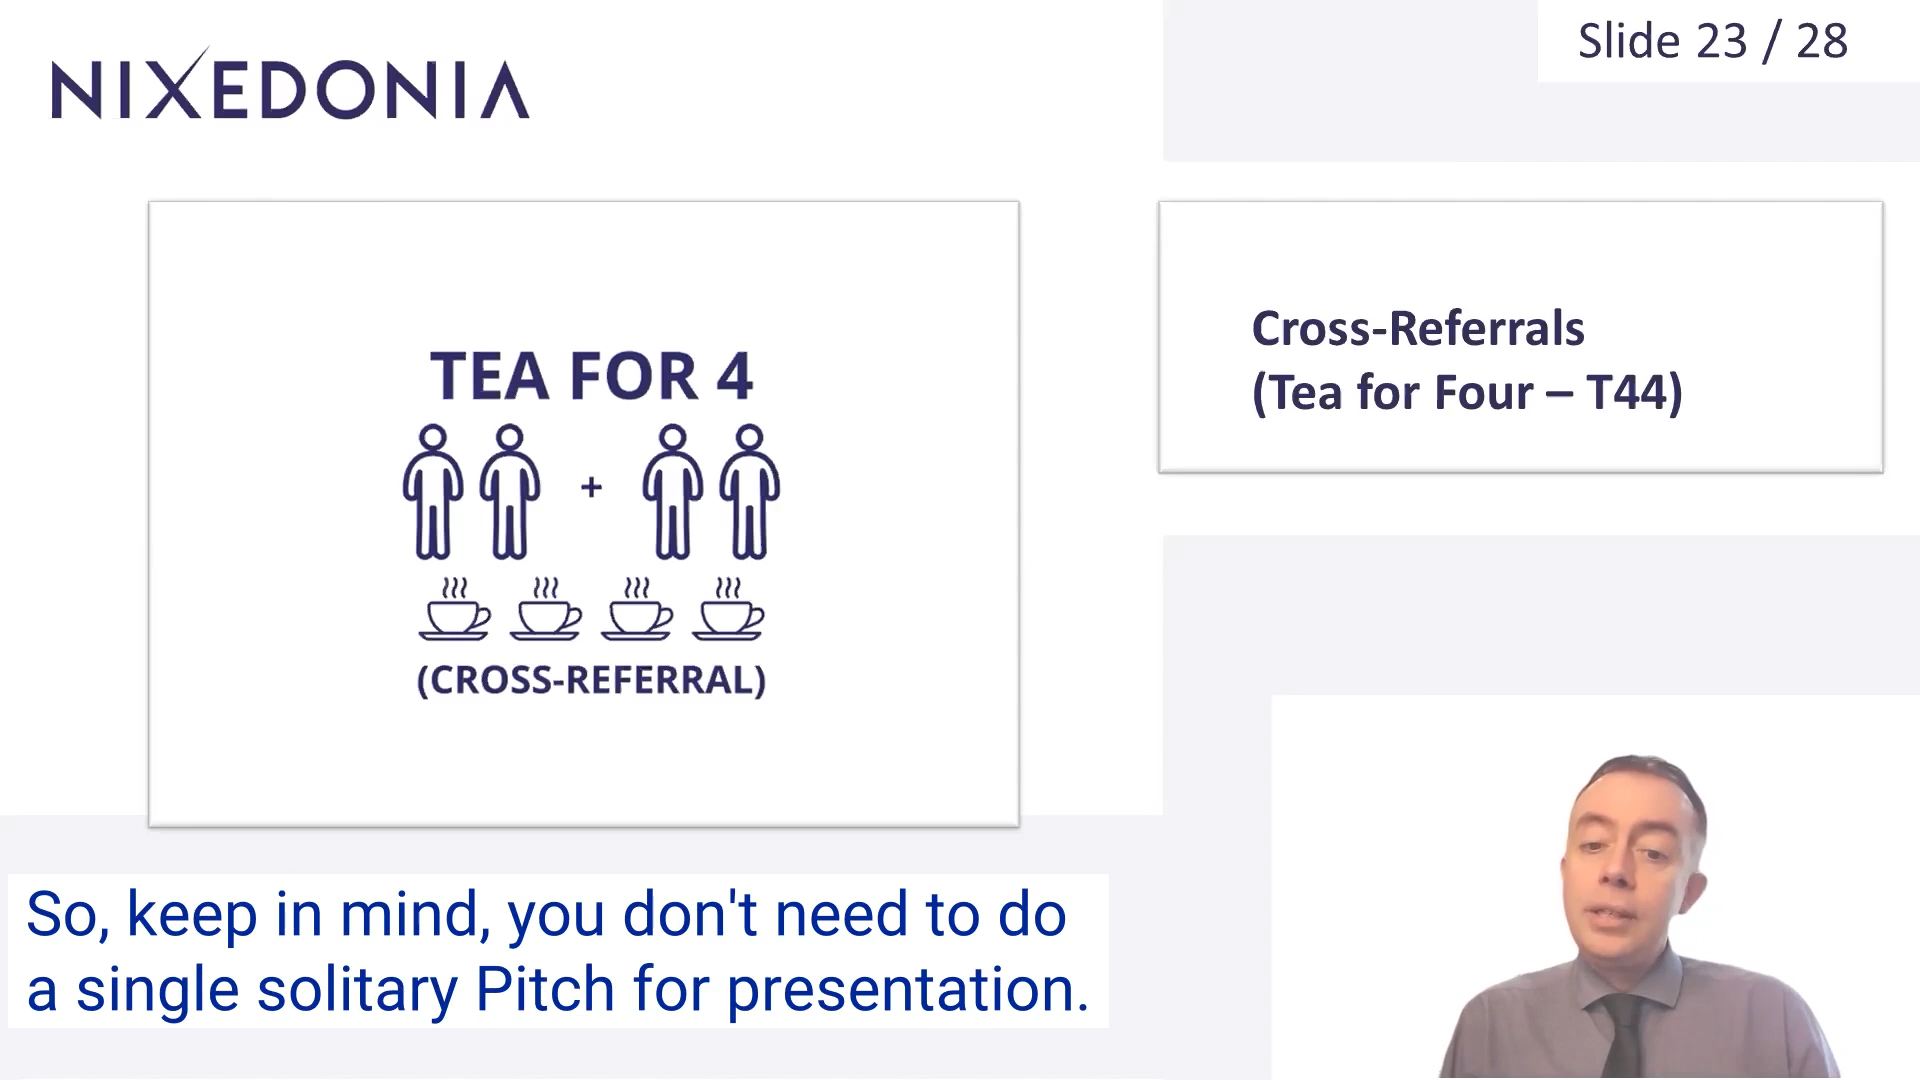 NIXEDONIA
Slide 23 / 28
TEA FOR 4
+
(CROSS-REFERRAL)
Cross-Referrals
(Tea for Four – T44)
So, keep in mind, you don't need to do
a single solitary Pitch for presentation.